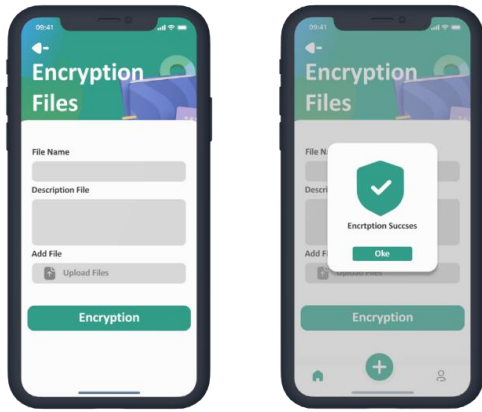 09:41
Encryption
Files
File Name
Description File
Add File
Upload Files
Encryption
09:41
Encryption
Files
File N
Descri
Encrtption Succses
Oke
Add Fi
Upload Files
Encryption